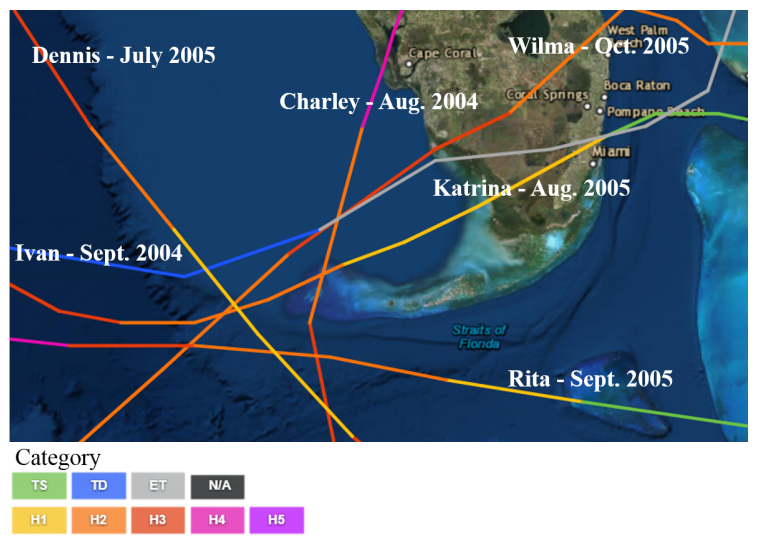 Dennis - July 2005
Cape Coral
Wilma - Oct. 2005
West Palm
Beach
Charley - Aug. 2004
Coral Springs
Boca Raton
Pompano Beach
Miami
Katrina - Aug. 2005
Ivan - Sept. 2004
Straits of
Florida
Rita - Sept. 2005
Category
TS TD ET N/A
H1 H2 H3 H4 H5